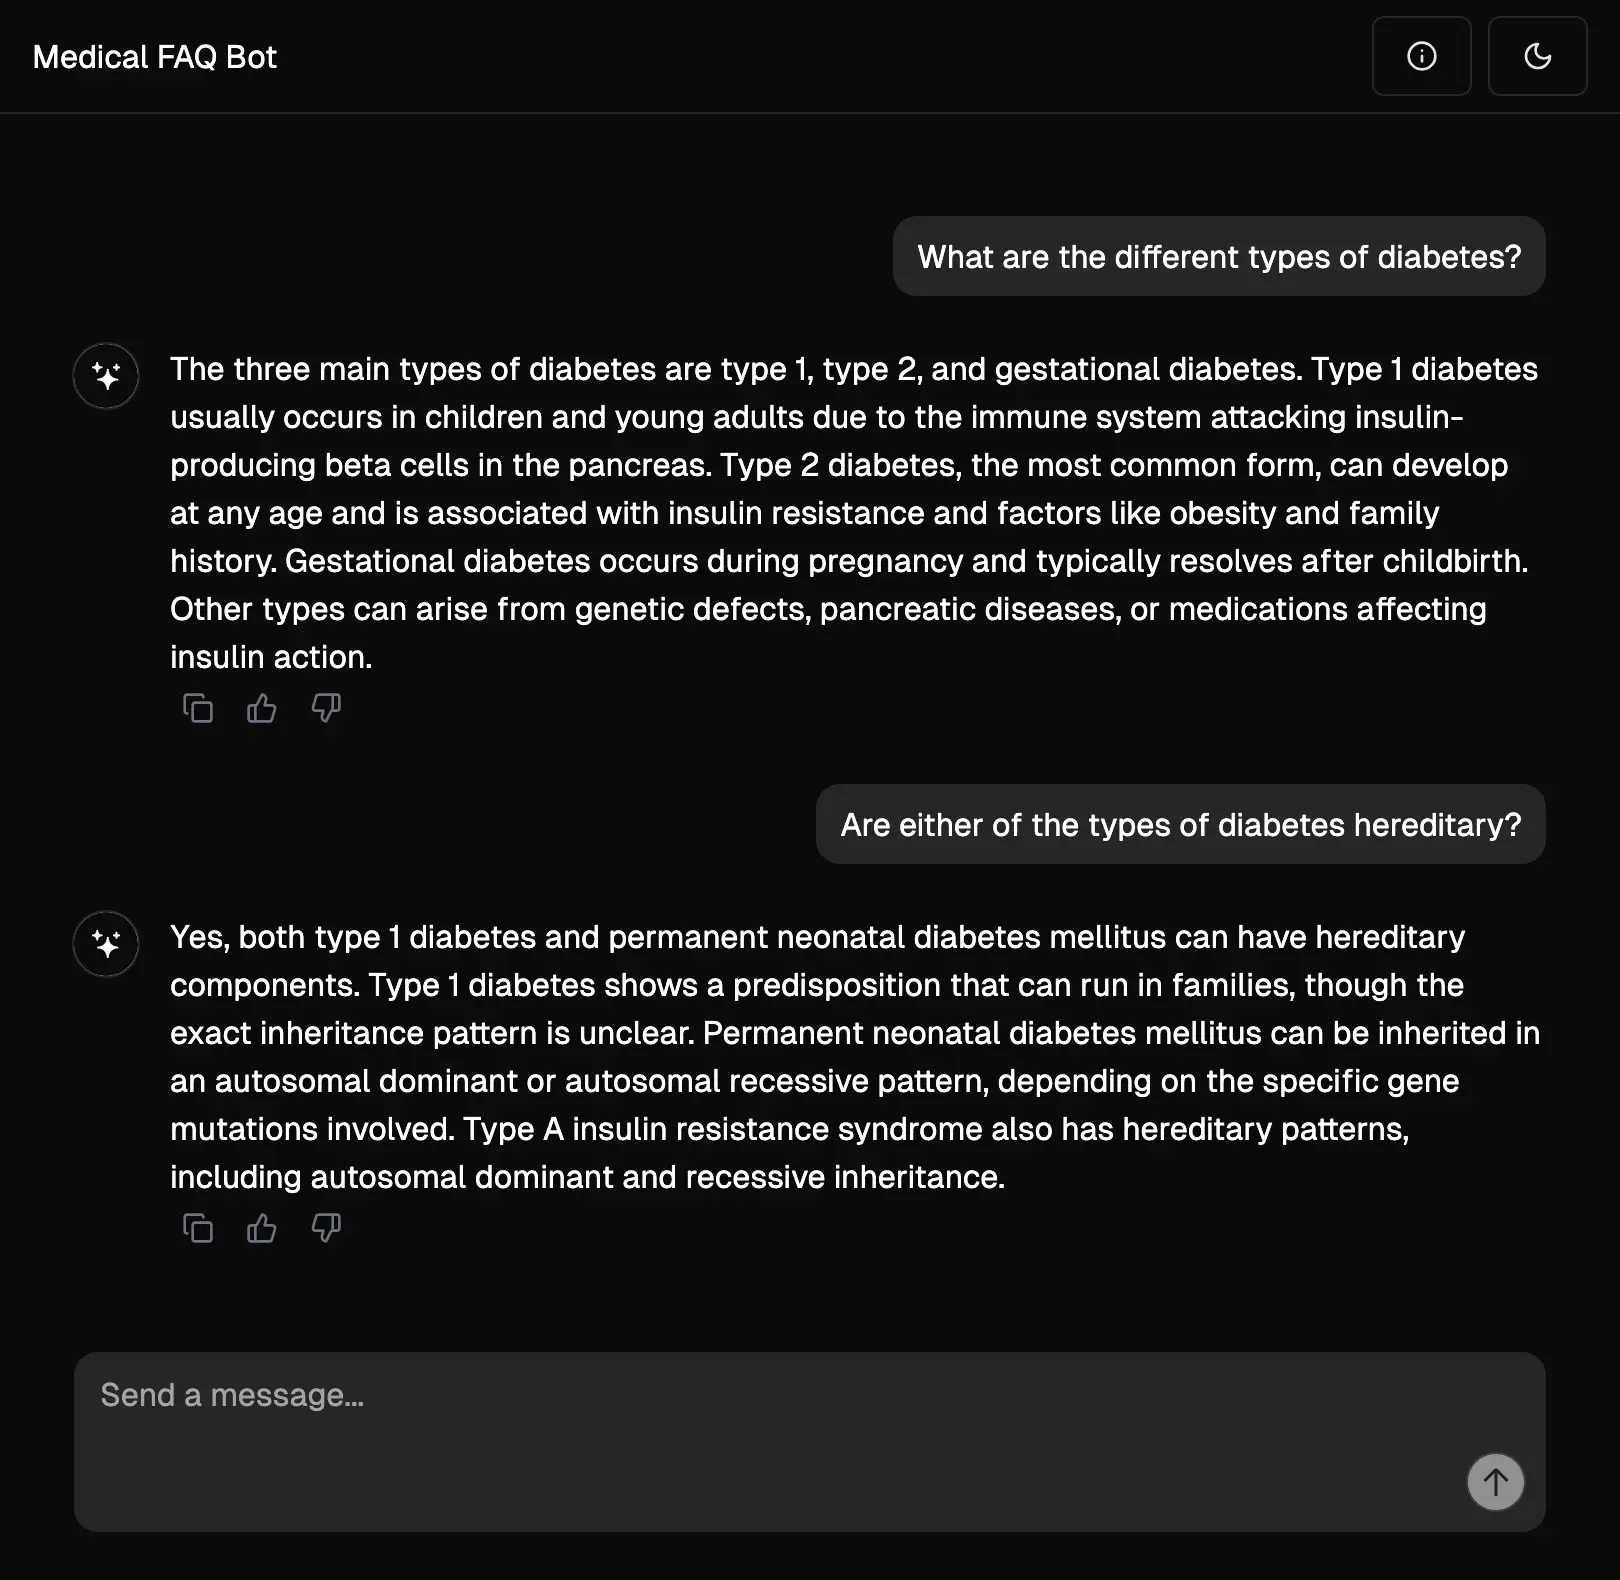 Medical FAQ Bot
What are the different types of diabetes?
The three main types of diabetes are type 1, type 2, and gestational diabetes. Type 1 diabetes
usually occurs in children and young adults due to the immune system attacking insulin-
producing beta cells in the pancreas. Type 2 diabetes, the most common form, can develop
at any age and is associated with insulin resistance and factors like obesity and family
history. Gestational diabetes occurs during pregnancy and typically resolves after childbirth.
Other types can arise from genetic defects, pancreatic diseases, or medications affecting
insulin action.
Are either of the types of diabetes hereditary?
Yes, both type 1 diabetes and permanent neonatal diabetes mellitus can have hereditary
components. Type 1 diabetes shows a predisposition that can run in families, though the
exact inheritance pattern is unclear. Permanent neonatal diabetes mellitus can be inherited in
an autosomal dominant or autosomal recessive pattern, depending on the specific gene
mutations involved. Type A insulin resistance syndrome also has hereditary patterns,
including autosomal dominant and recessive inheritance.
Send a message...